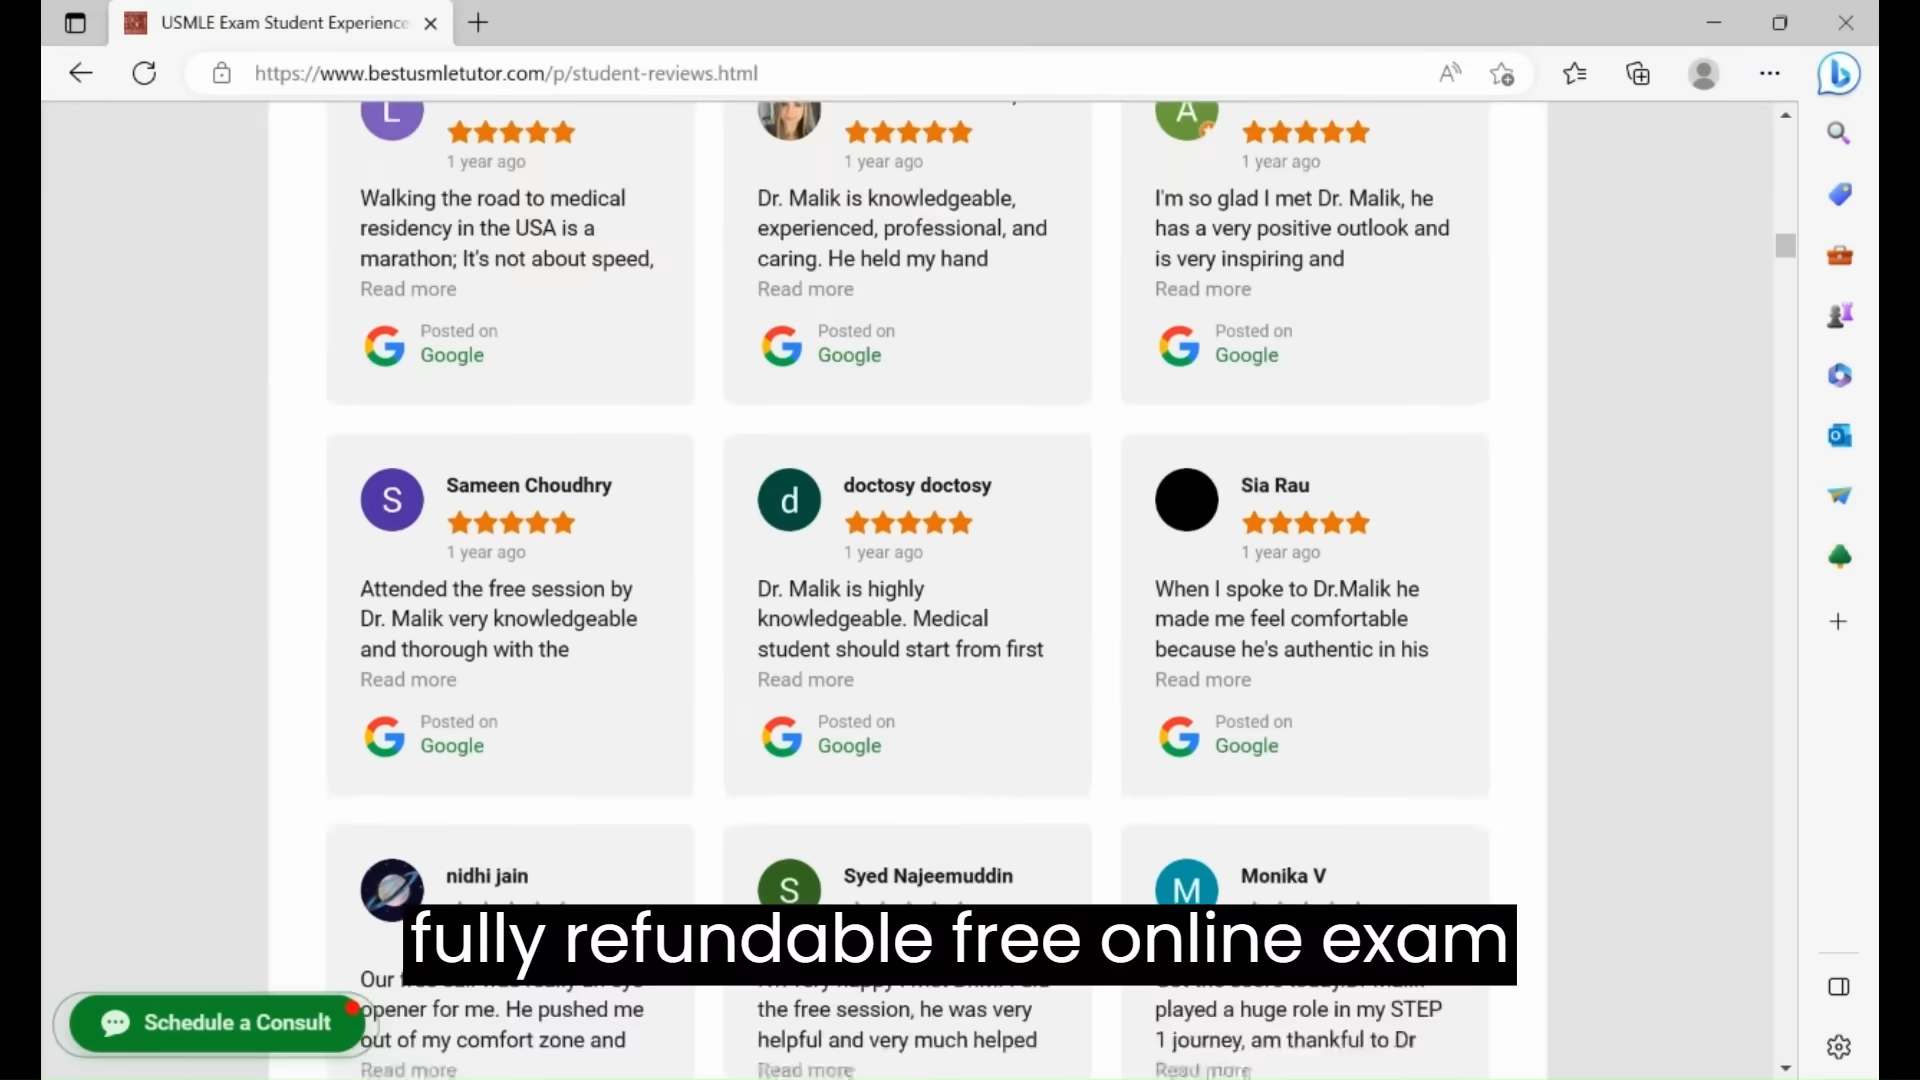 USMLE Exam Student Experience
https://www.bestusmletutor.com/p/student-reviews.html
L
1 year ago
Walking the road to medical
residency in the USA is a
marathon; It's not about speed,
Read more
Posted on
Google
1 year ago
Dr. Malik is knowledgeable,
experienced, professional, and
caring. He held my hand
Read more
Posted on
Google
A
1 year ago
I'm so glad I met Dr. Malik, he
has a very positive outlook and
is very inspiring and
Read more
Posted on
Google
S
Sameen Choudhry
1 year ago
Attended the free session by
Dr. Malik very knowledgeable
and thorough with the
Read more
Posted on
Google
d
doctosy doctosy
1 year ago
Dr. Malik is highly
knowledgeable. Medical
student should start from first
Read more
Posted on
Google
Sia Rau
1 year ago
When I spoke to Dr.Malik he
made me feel comfortable
because he's authentic in his
Read more
Posted on
Google
nidhi jain
Our
opener for me. He pushed me
out of my comfort zone and
Read more
S
Syed Najeemuddin
the free session, he was very
helpful and very much helped
Read more
M
Monika V
played a huge role in my STEP
1 journey, am thankful to Dr
Read more
fully refundable free online exam
Schedule a Consult